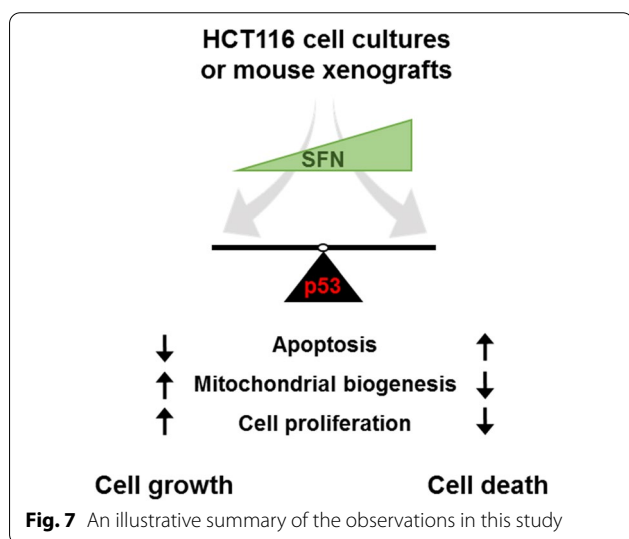 HCT116 cell cultures
or mouse xenografts
SFN
p53
↓ Apoptosis ↑
↑ Mitochondrial biogenesis ↓
↑ Cell proliferation ↓
Cell growth Cell death
Fig. 7 An illustrative summary of the observations in this study